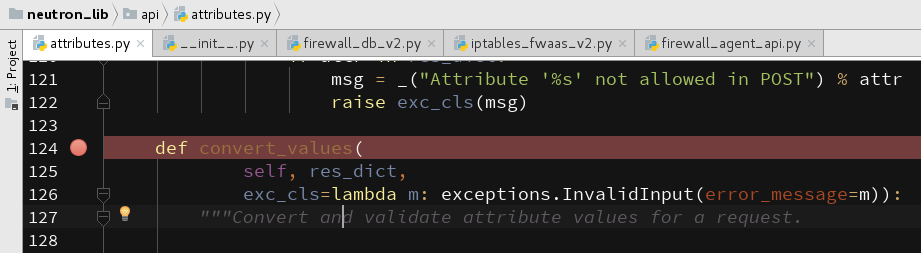 neutron_lib api attributes.py
1: Project
attributes.py × __init__.py × firewall_db_v2.py × iptables_fwaas_v2.py × firewall_agent_api.py ×
121 msg = _("Attribute '%s' not allowed in POST") % attr
122 raise exc_cls(msg)
123
124 def convert_values(
125 self, res_dict,
126 exc_cls=lambda m: exceptions.InvalidInput(error_message=m)):
127 """Convert and validate attribute values for a request.
128